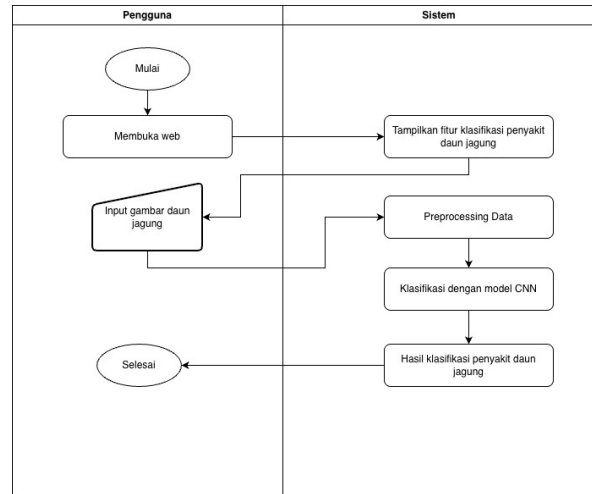 Pengguna
Sistem
Mulai
Membuka web
Tampilkan fitur klasifikasi penyakit
daun jagung
Input gambar daun
jagung
Preprocessing Data
Klasifikasi dengan model CNN
Hasil klasifikasi penyakit daun
jagung
Selesai